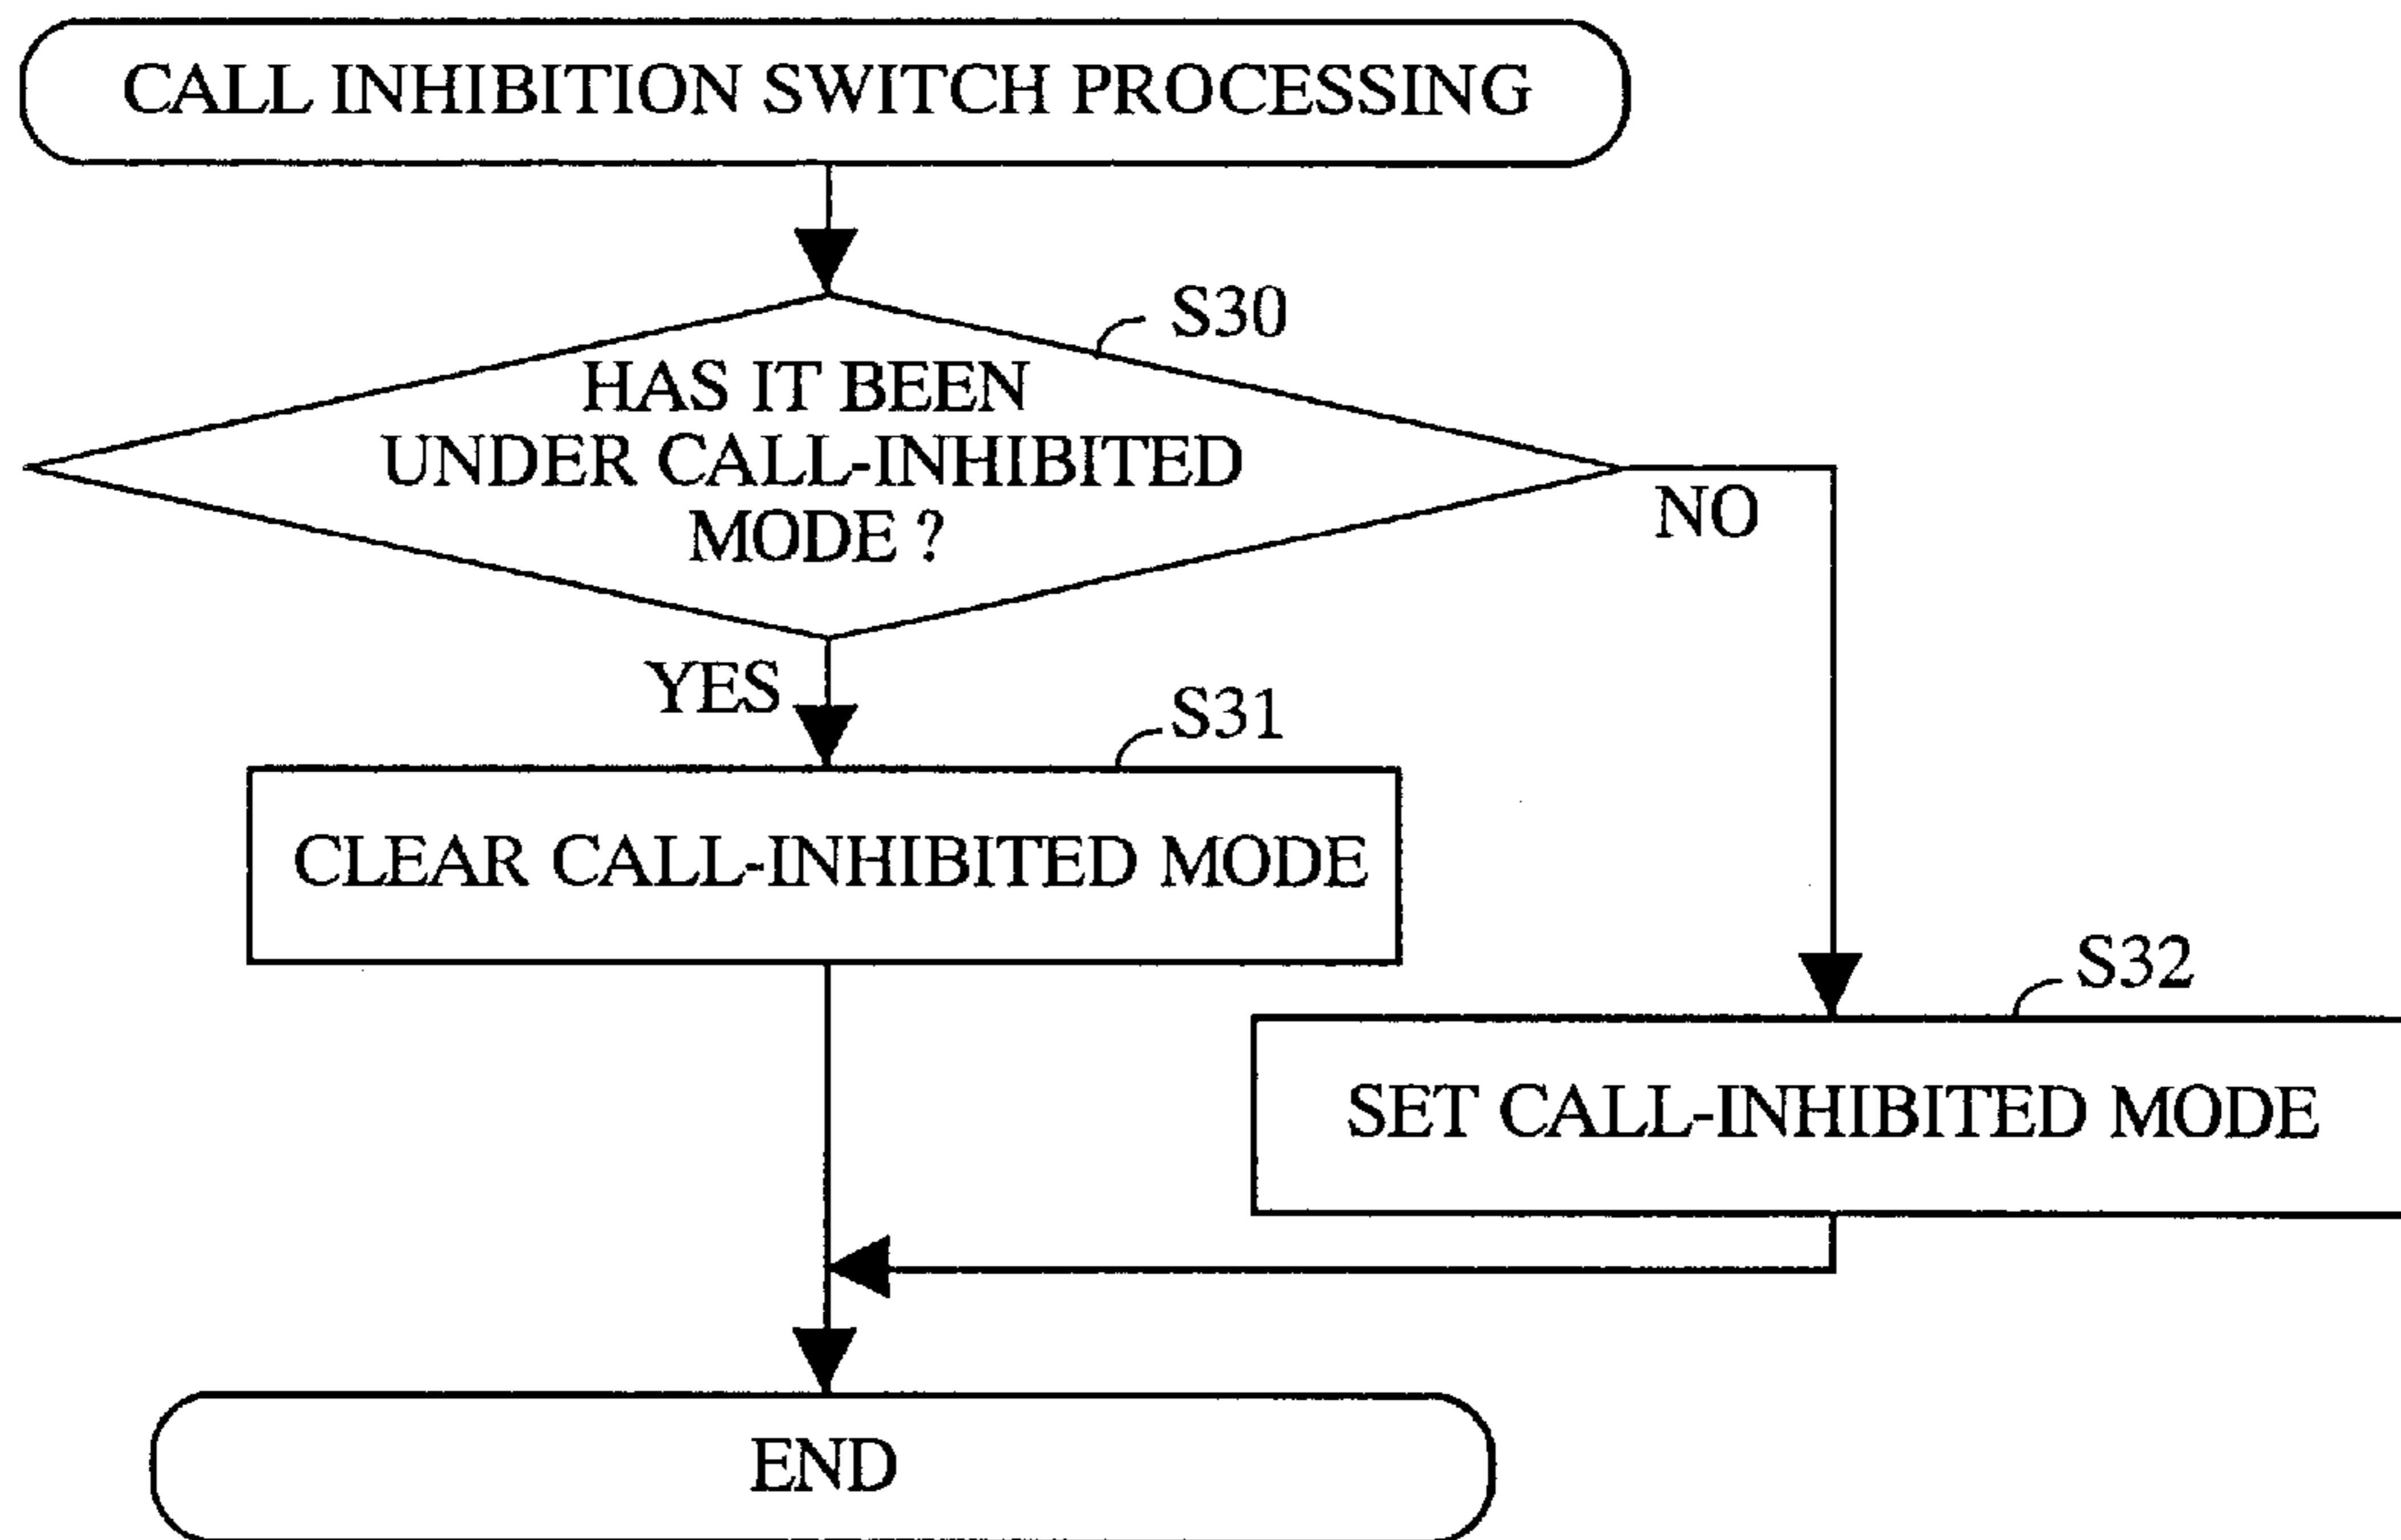 CALL INHIBITION SWITCH PROCESSING
S30
HAS IT BEEN
UNDER CALL-INHIBITED
MODE ?
NO
YES
S31
CLEAR CALL-INHIBITED MODE
S32
SET CALL-INHIBITED MODE
END